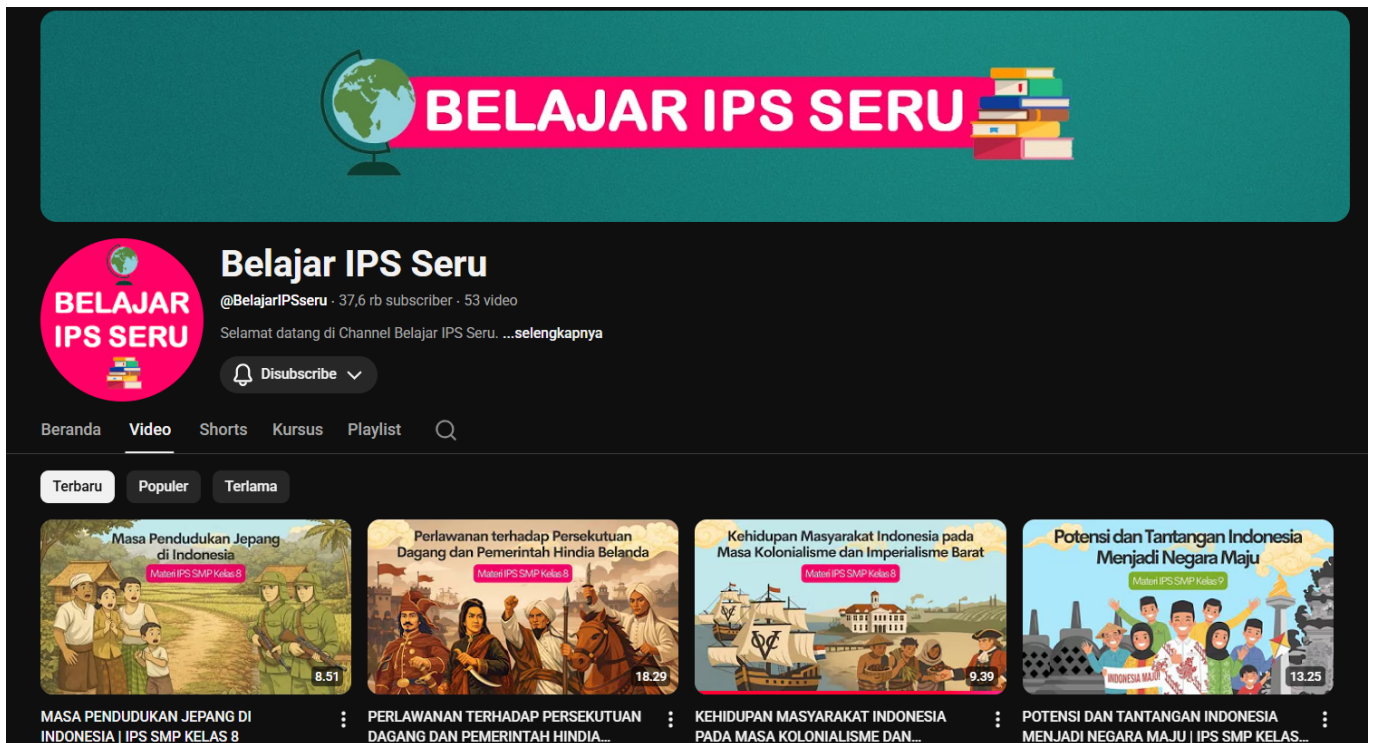 BELAJAR IPS SERU
BELAJAR
IPS SERU
Belajar IPS Seru
@BelajarIPSseru · 37,6 rb subscriber · 53 video
Selamat datang di Channel Belajar IPS Seru. ...selengkapnya
Disubscribe
Beranda Video Shorts Kursus Playlist
Terbaru Populer Terlama
Masa Pendudukan Jepang
di Indonesia
Materi IPS SMP Kelas 8
8.51
Perlawanan terhadap Persekutuan
Dagang dan Pemerintah Hindia Belanda
Materi IPS SMP Kelas 8
18.29
Kehidupan Masyarakat Indonesia pada
Masa Kolonialisme dan Imperialisme Barat
Materi IPS SMP Kelas 8
9.39
Potensi dan Tantangan Indonesia
Menjadi Negara Maju
Materi IPS SMP Kelas 9
INDONESIA MAJU
13.25
MASA PENDUDUKAN JEPANG DI
INDONESIA | IPS SMP KELAS 8
PERLAWANAN TERHADAP PERSEKUTUAN
DAGANG DAN PEMERINTAH HINDIA...
KEHIDUPAN MASYARAKAT INDONESIA
PADA MASA KOLONIALISME DAN...
POTENSI DAN TANTANGAN INDONESIA
MENJADI NEGARA MAJU | IPS SMP KELAS...